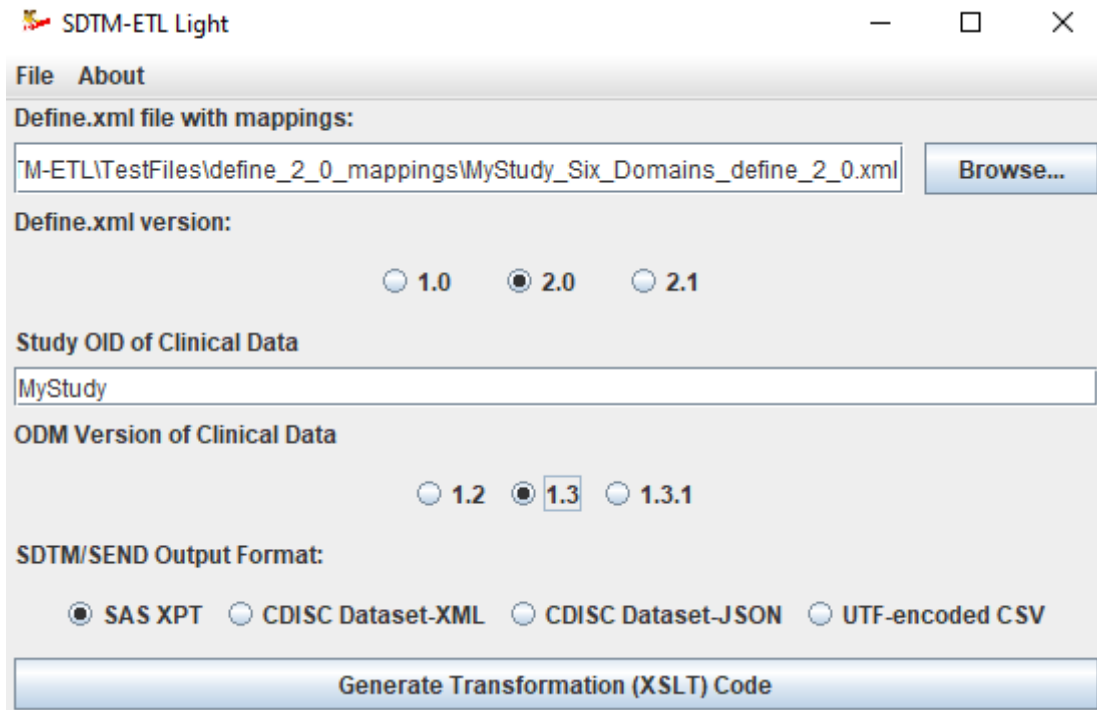 SDTM-ETL Light
File About
Define.xml file with mappings:
TM-ETL\TestFiles\define_2_0_mappings\MyStudy_Six_Domains_define_2_0.xml Browse...
Define.xml version:
1.0 2.0 2.1
Study OID of Clinical Data
MyStudy
ODM Version of Clinical Data
1.2 1.3 1.3.1
SDTM/SEND Output Format:
SAS XPT CDISC Dataset-XML CDISC Dataset-JSON UTF-encoded CSV
Generate Transformation (XSLT) Code